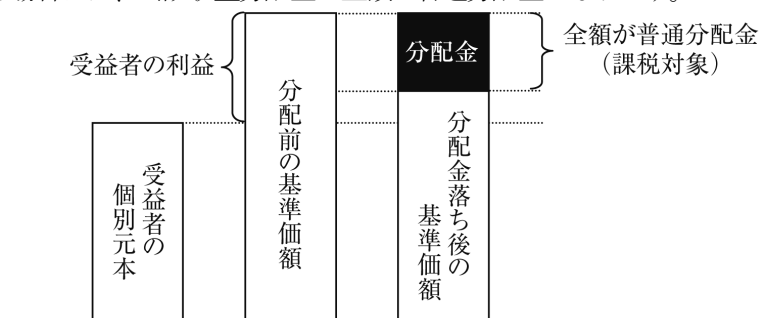 受益者の利益
分配金
全額が普通分配金
（課税対象）
分配前の基準価額
分配金落ち後の
基準価額
受益者の
個別元本